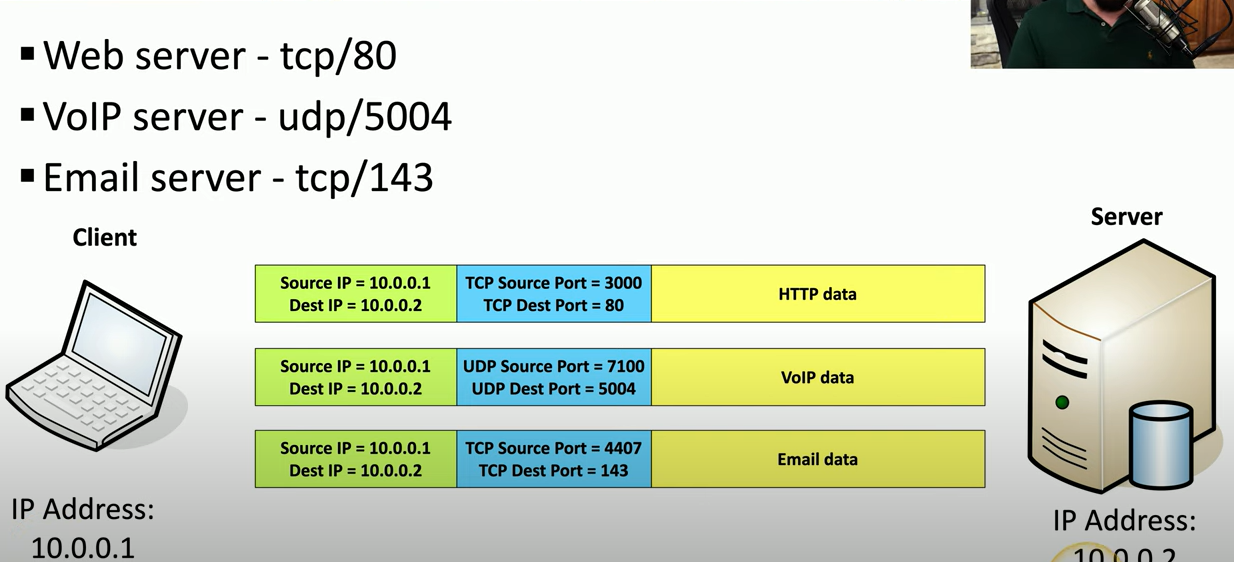 ▪ Web server - tcp/80
▪ VoIP server - udp/5004
▪ Email server - tcp/143
Client
Server
Source IP = 10.0.0.1
Dest IP = 10.0.0.2
TCP Source Port = 3000
TCP Dest Port = 80
HTTP data
Source IP = 10.0.0.1
Dest IP = 10.0.0.2
UDP Source Port = 7100
UDP Dest Port = 5004
VoIP data
Source IP = 10.0.0.1
Dest IP = 10.0.0.2
TCP Source Port = 4407
TCP Dest Port = 143
Email data
IP Address:
10.0.0.1
IP Address:
10.0.0.2